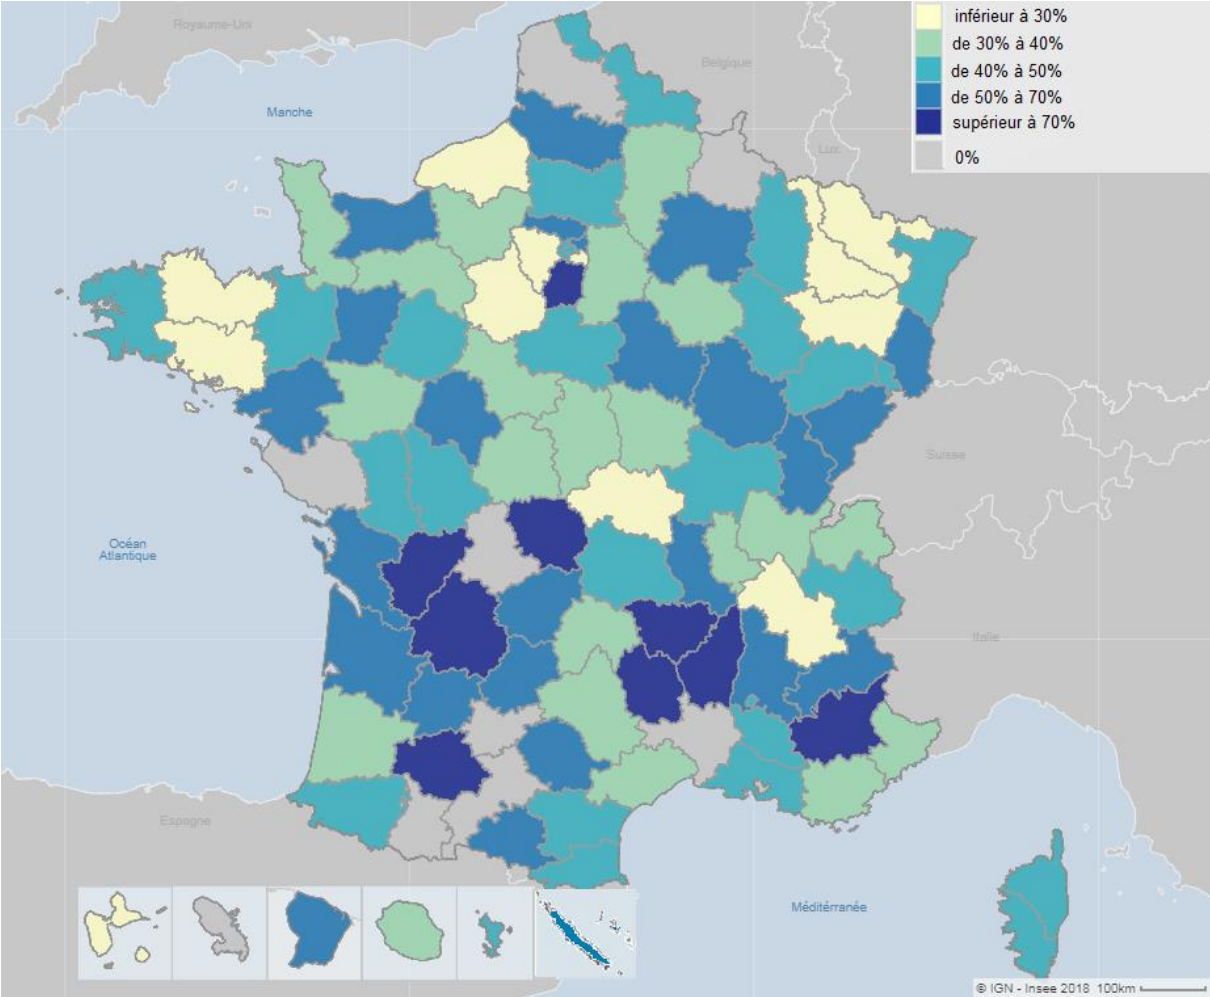 Royaume-Uni
inférieur à 30%
de 30% à 40%
de 40% à 50%
de 50% à 70%
supérieur à 70%
0%
Belgique
Manche
Lux.
Suisse
Océan
Atlantique
Italie
Espagne
Méditérranée
© IGN - Insee 2018 100km